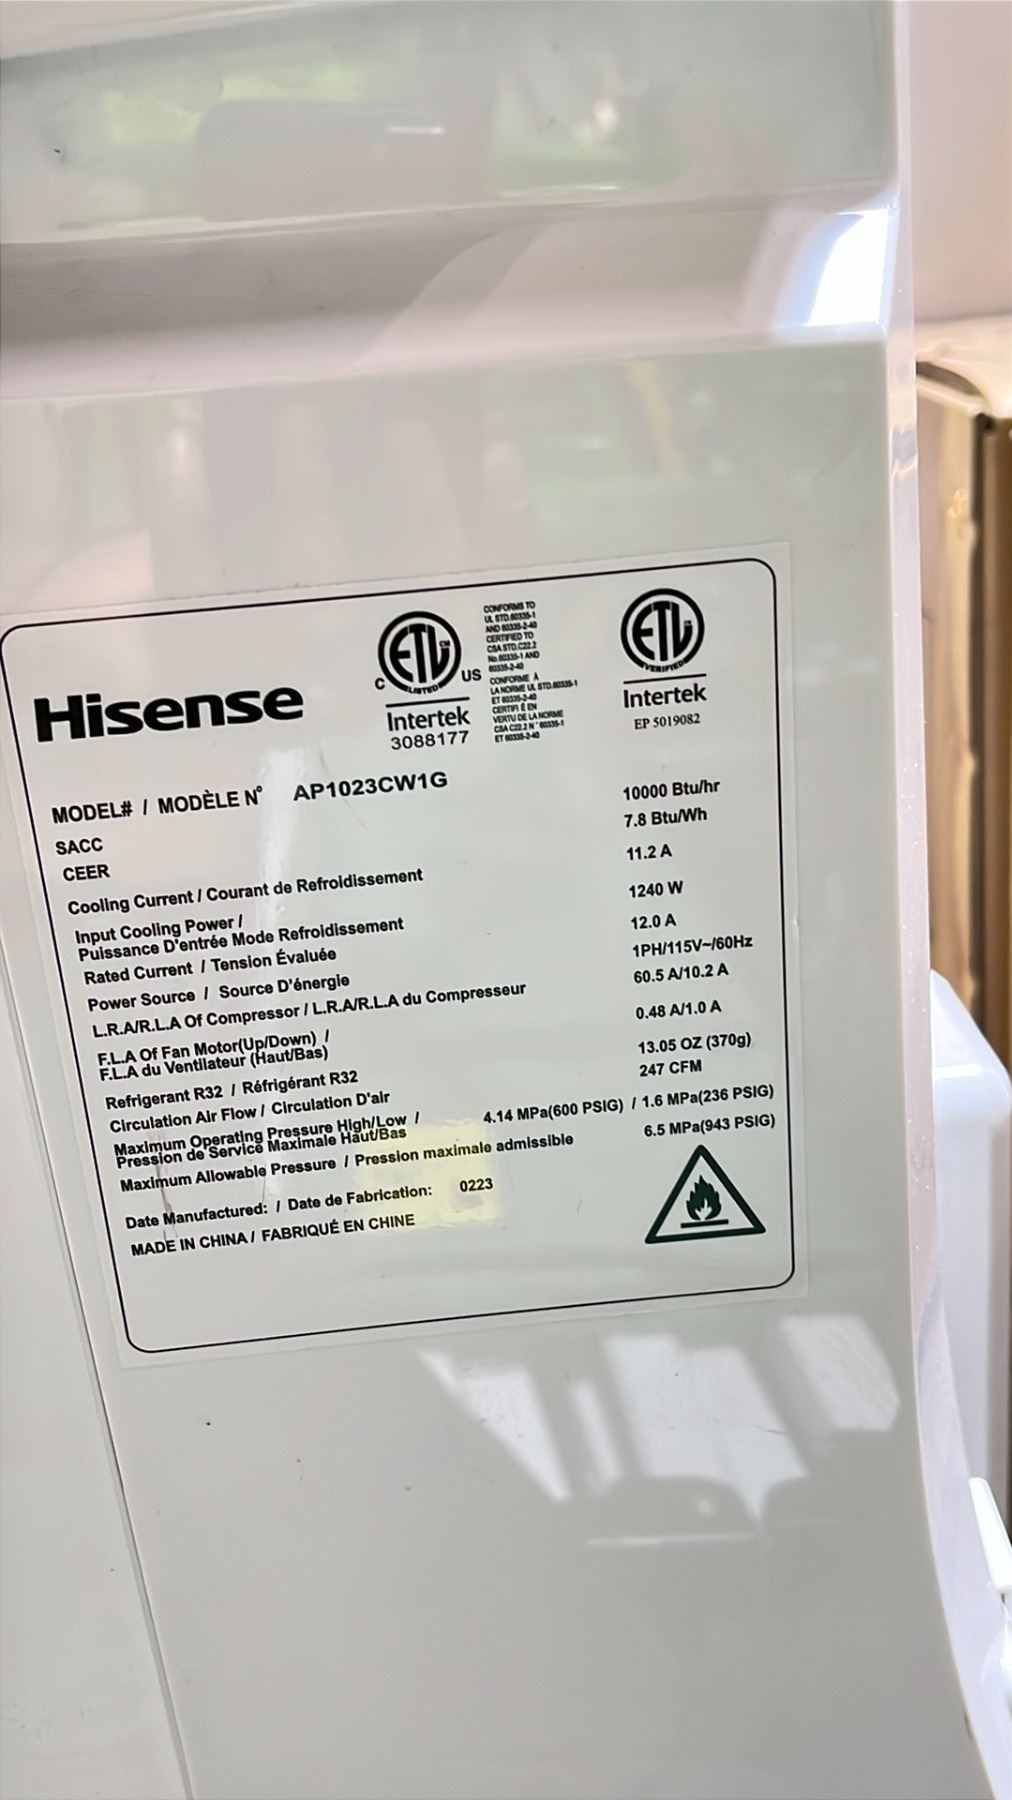 Hisense
C ETL CM US
LISTED
Intertek
3088177
CONFORMS TO
UL STD.60335-1
AND 60335-2-40
CERTIFIED TO
CSA STD.C22.2
No.60335-1 AND
60335-2-40
CONFORME À
LA NORME UL STD.60335-1
ET 60335-2-40
CERTIFI É EN
VERTU DE LA NORME
CSA C22.2 N° 60335-1
ET 60335-2-40
ETL
VERIFIED
Intertek
EP 5019082
MODEL# / MODÈLE N° AP1023CW1G
SACC 10000 Btu/hr
CEER 7.8 Btu/Wh
Cooling Current / Courant de Refroidissement 11.2 A
Input Cooling Power /
Puissance D'entrée Mode Refroidissement 1240 W
Rated Current / Tension Évaluée 12.0 A
Power Source / Source D'énergie 1PH/115V~/60Hz
L.R.A/R.L.A Of Compressor / L.R.A/R.L.A du Compresseur 60.5 A/10.2 A
F.L.A Of Fan Motor(Up/Down) /
F.L.A du Ventilateur (Haut/Bas) 0.48 A/1.0 A
Refrigerant R32 / Réfrigérant R32 13.05 OZ (370g)
Circulation Air Flow / Circulation D'air 247 CFM
Maximum Operating Pressure High/Low /
Pression de Service Maximale Haut/Bas 4.14 MPa(600 PSIG) / 1.6 MPa(236 PSIG)
Maximum Allowable Pressure / Pression maximale admissible 6.5 MPa(943 PSIG)
Date Manufactured: / Date de Fabrication: 0223
MADE IN CHINA / FABRIQUÉ EN CHINE